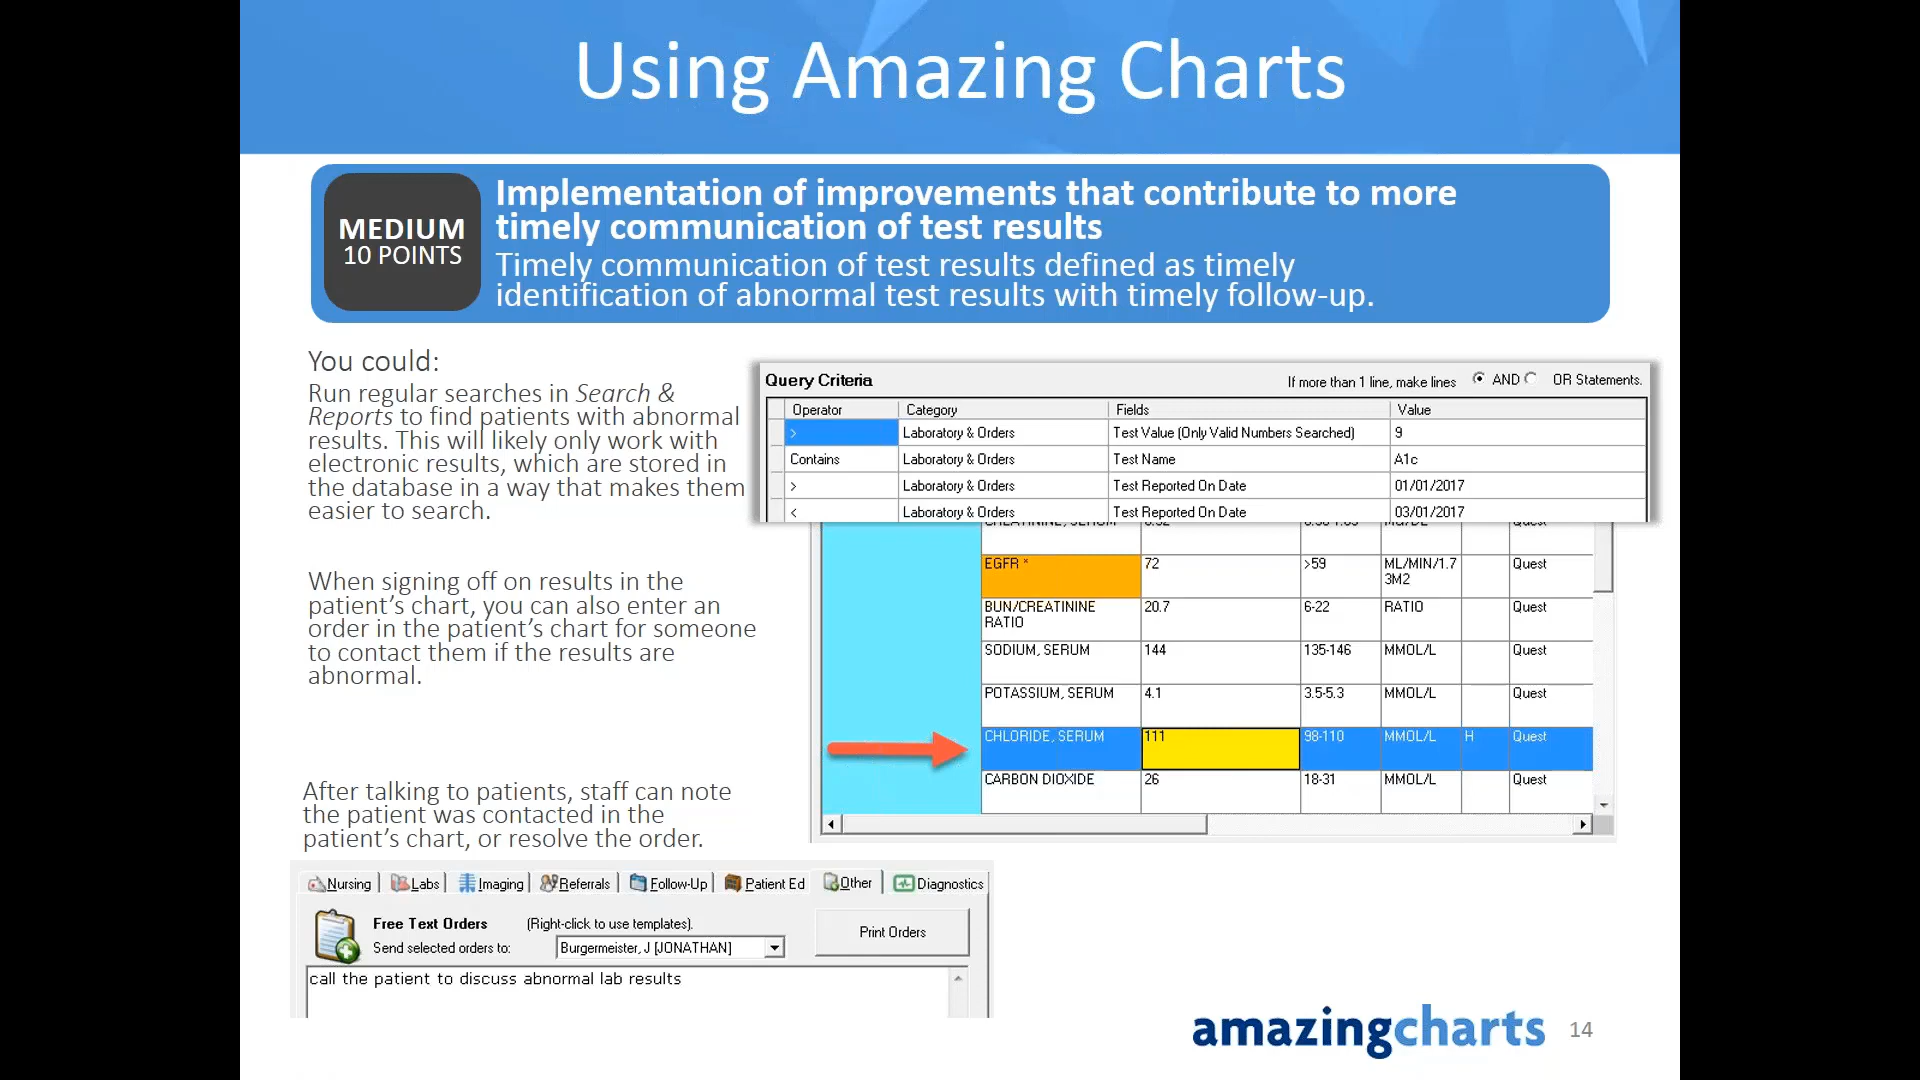 Using Amazing Charts
MEDIUM
10 POINTS
Implementation of improvements that contribute to more
timely communication of test results
Timely communication of test results defined as timely
identification of abnormal test results with timely follow-up.
You could:
Run regular searches in Search &
Reports to find patients with abnormal
results. This will likely only work with
electronic results, which are stored in
the database in a way that makes them
easier to search.
When signing off on results in the
patient's chart, you can also enter an
order in the patient's chart for someone
to contact them if the results are
abnormal.
After talking to patients, staff can note
the patient was contacted in the
patient's chart, or resolve the order.
Query Criteria If more than 1 line, make lines AND OR Statements.
Operator Category Fields Value
> Laboratory & Orders Test Value (Only Valid Numbers Searched) 9
Contains Laboratory & Orders Test Name A1c
> Laboratory & Orders Test Reported On Date 01/01/2017
< Laboratory & Orders Test Reported On Date 03/01/2017
EGFR * 72 >59 ML/MIN/1.7 Quest
3M2
BUN/CREATININE 20.7 6-22 RATIO Quest
RATIO
SODIUM, SERUM 144 135-146 MMOL/L Quest
POTASSIUM, SERUM 4.1 3.5-5.3 MMOL/L Quest
CHLORIDE, SERUM 111 98-110 MMOL/L H Quest
CARBON DIOXIDE 26 18-31 MMOL/L Quest
Nursing Labs Imaging Referrals Follow-Up Patient Ed Other Diagnostics
Free Text Orders (Right-click to use templates).
Send selected orders to: Burgermeister, J [JONATHAN] Print Orders
call the patient to discuss abnormal lab results
amazingcharts 14